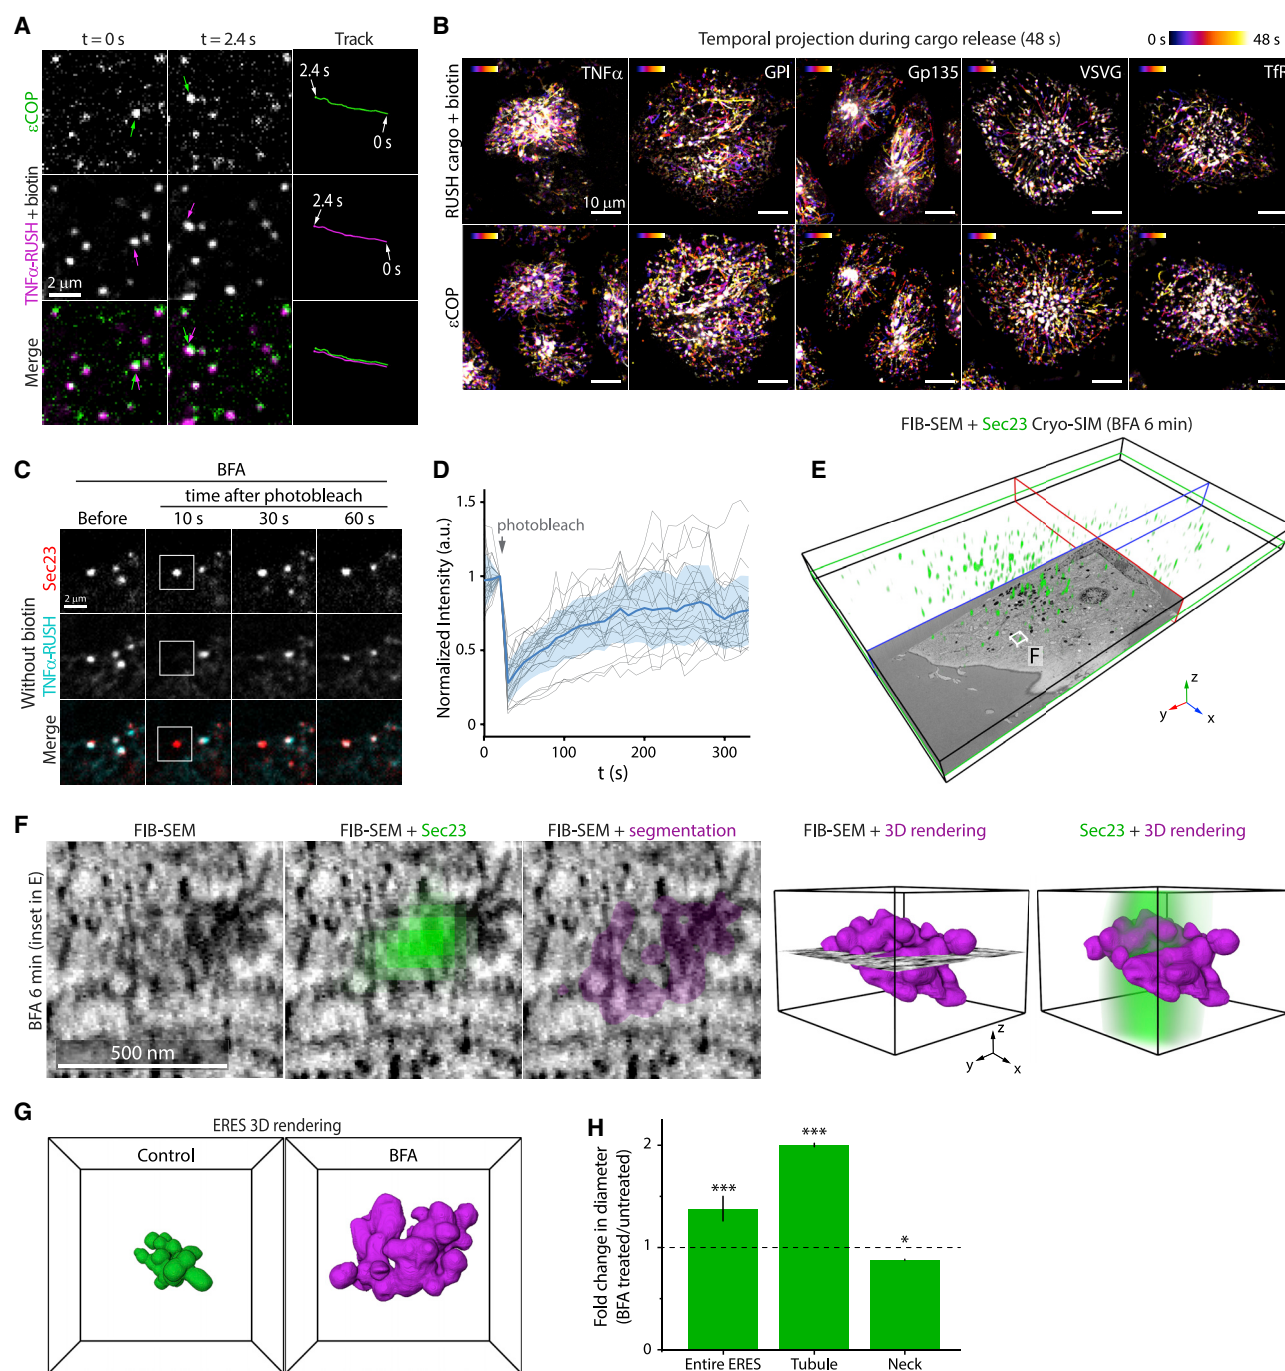 A
t = 0 s
t = 2.4 s
Track
εCOP
2.4 s
0 s
TNFα-RUSH + biotin
2 μm
2.4 s
0 s
Merge
B
Temporal projection during cargo release (48 s)
0 s
48 s
RUSH cargo + biotin
TNFα
GPI
Gp135
VSVG
TfR
10 μm
εCOP
C
BFA
time after photobleach
Before
10 s
30 s
60 s
Without biotin
Sec23
2 μm
TNFα-RUSH
Merge
D
Normalized Intensity (a.u.)
1.5
1
0.5
0
photobleach
0
100
200
300
t (s)
FIB-SEM + Sec23 Cryo-SIM (BFA 6 min)
E
F
z
y
x
F
BFA 6 min (inset in E)
FIB-SEM
FIB-SEM + Sec23
FIB-SEM + segmentation
FIB-SEM + 3D rendering
Sec23 + 3D rendering
500 nm
z
y
x
G
ERES 3D rendering
Control
BFA
H
Fold change in diameter
(BFA treated/untreated)
2
1
0
***
***
*
Entire ERES
Tubule
Neck